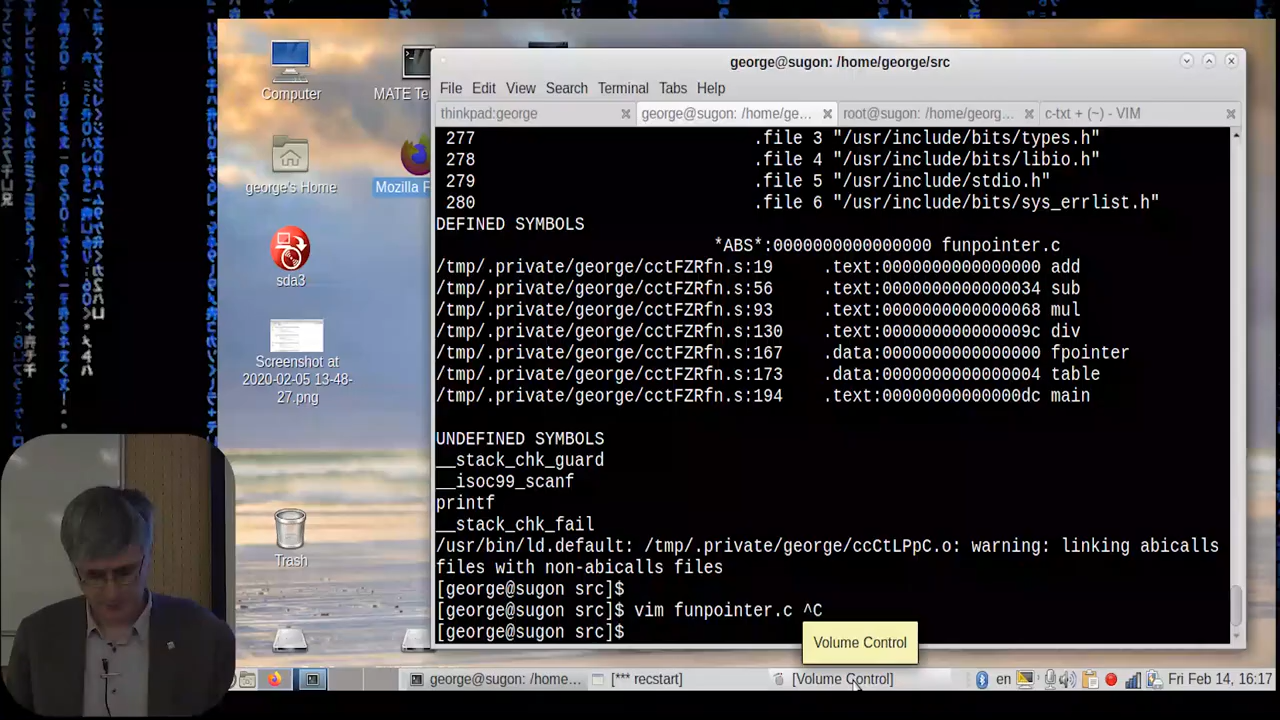 george@sugon: /home/george/src
File Edit View Search Terminal Tabs Help
thinkpad:george
george@sugon: /home/ge...
root@sugon: /home/georg...
c-txt + (~) - VIM
277 .file 3 "/usr/include/bits/types.h"
278 .file 4 "/usr/include/bits/libio.h"
279 .file 5 "/usr/include/stdio.h"
280 .file 6 "/usr/include/bits/sys_errlist.h"
DEFINED SYMBOLS
*ABS*:0000000000000000 funpointer.c
/tmp/.private/george/cctFZRfn.s:19 .text:0000000000000000 add
/tmp/.private/george/cctFZRfn.s:56 .text:0000000000000034 sub
/tmp/.private/george/cctFZRfn.s:93 .text:0000000000000068 mul
/tmp/.private/george/cctFZRfn.s:130 .text:000000000000009c div
/tmp/.private/george/cctFZRfn.s:167 .data:0000000000000000 fpointer
/tmp/.private/george/cctFZRfn.s:173 .data:0000000000000004 table
/tmp/.private/george/cctFZRfn.s:194 .text:00000000000000dc main
UNDEFINED SYMBOLS
__stack_chk_guard
__isoc99_scanf
printf
__stack_chk_fail
/usr/bin/ld.default: /tmp/.private/george/ccCtLPpC.o: warning: linking abicalls
files with non-abicalls files
[george@sugon src]$
[george@sugon src]$ vim funpointer.c ^C
[george@sugon src]$
Volume Control
Computer
MATE Te
george's Home
Mozilla F
sda3
Screenshot at
2020-02-05 13-48-
27.png
Trash
george@sugon: /home...
[*** recstart]
[Volume Control]
en
Fri Feb 14, 16:17